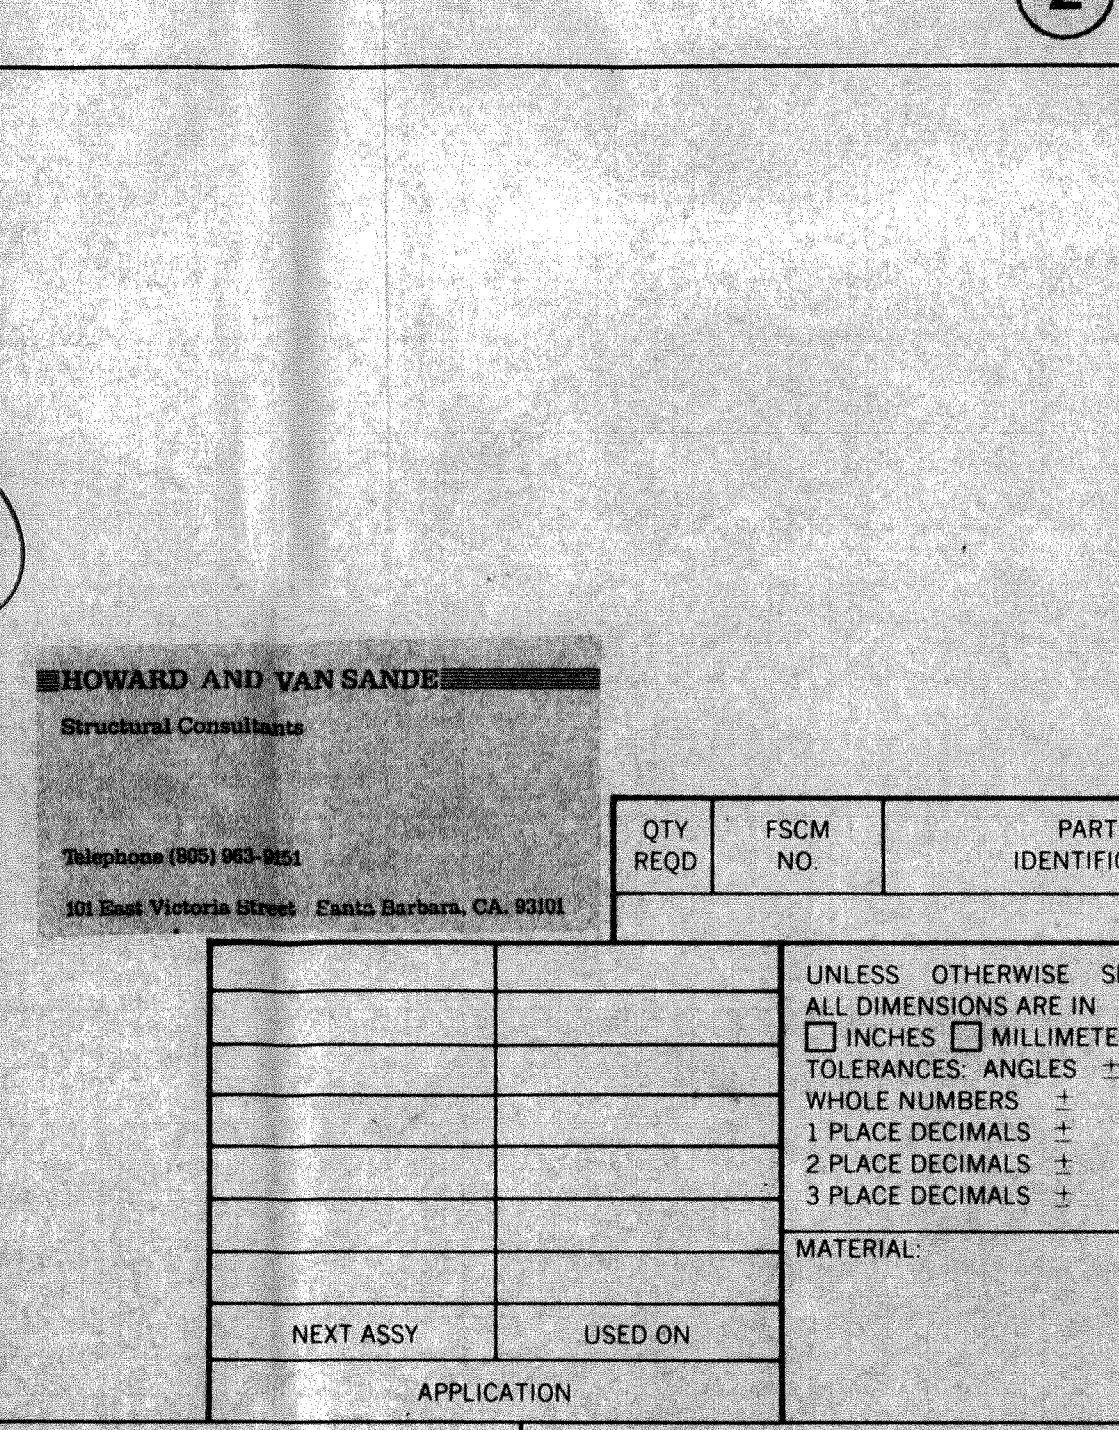 HOWARD AND VAN SANDE
Structural Consultants
Telephone (805) 963-9151
101 East Victoria Street Santa Barbara, CA. 93101
QTY REQD
FSCM NO.
PART
UNLESS OTHERWISE
ALL DIMENSIONS ARE IN
INCHES
TOLERANCES: ANGLES ±
WHOLE NUMBERS ±
1 PLACE DECIMALS ±
2 PLACE DECIMALS ±
3 PLACE DECIMALS ±
MATERIAL:
NEXT ASSY
USED ON
APPLICATION